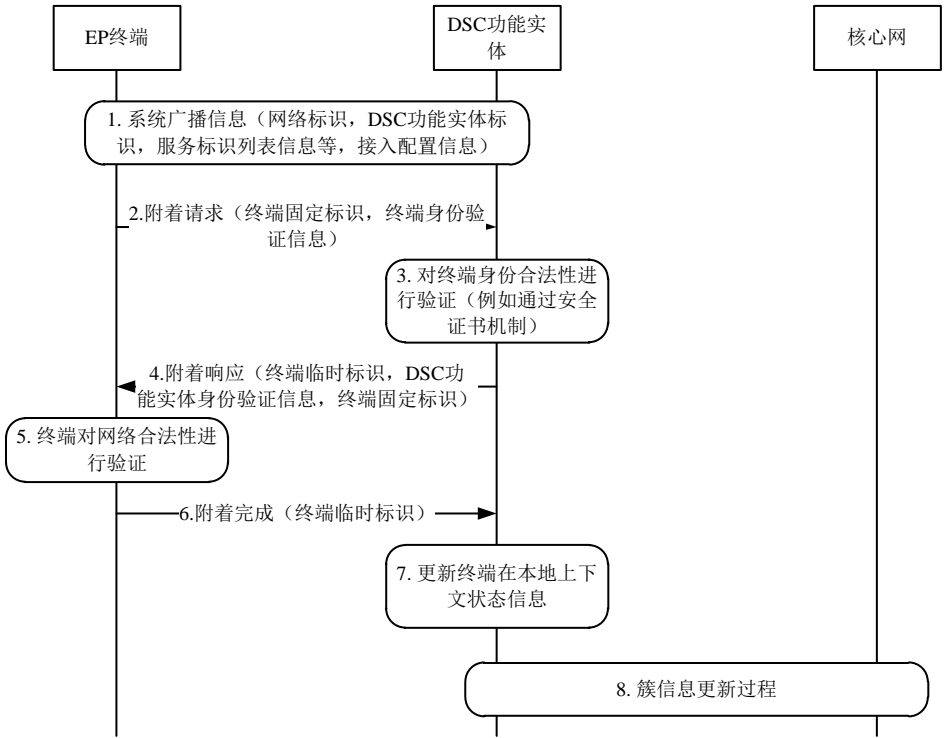 EP终端
DSC功能实
体
核心网
1. 系统广播信息（网络标识，DSC功能实体标
识，服务标识列表信息等，接入配置信息）
2.附着请求（终端固定标识，终端身份验
证信息）
3. 对终端身份合法性进
行验证（例如通过安全
证书机制）
4.附着响应（终端临时标识，DSC功
能实体身份验证信息，终端固定标识）
5. 终端对网络合法性进
行验证
6.附着完成（终端临时标识）
7. 更新终端在本地上下
文状态信息
8. 簇信息更新过程